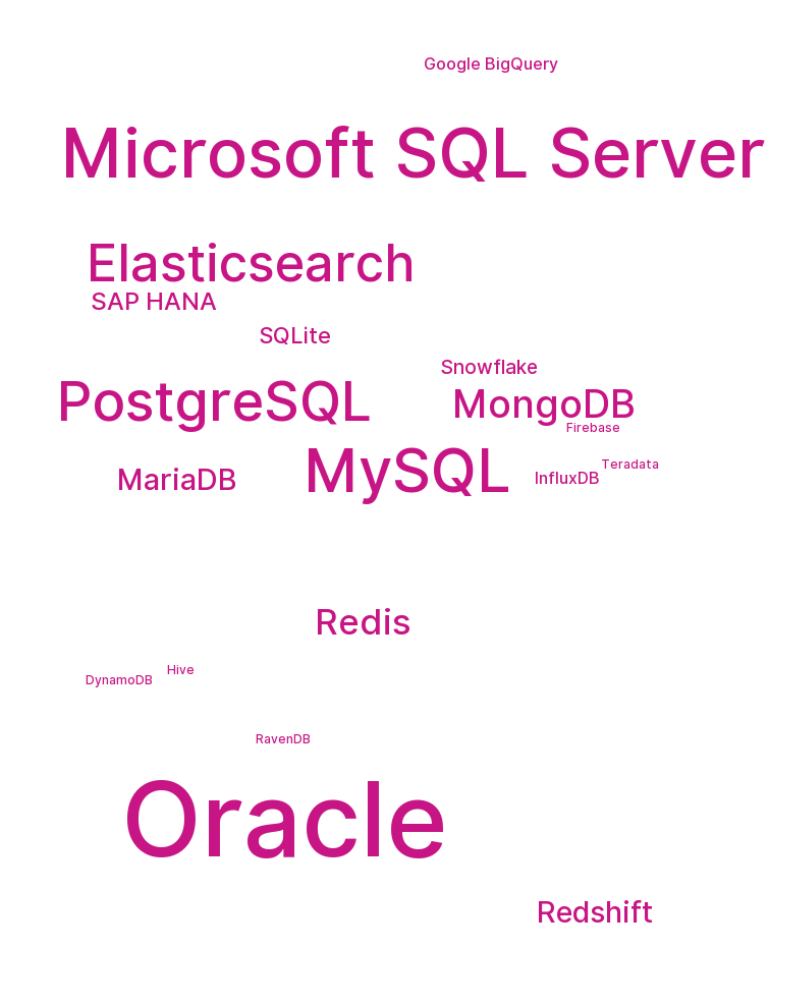 Google BigQuery
Microsoft SQL Server
Elasticsearch
SAP HANA
SQLite
Snowflake
PostgreSQL
MongoDB
Firebase
MySQL
Teradata
MariaDB
InfluxDB
Redis
Hive
DynamoDB
RavenDB
Oracle
Redshift